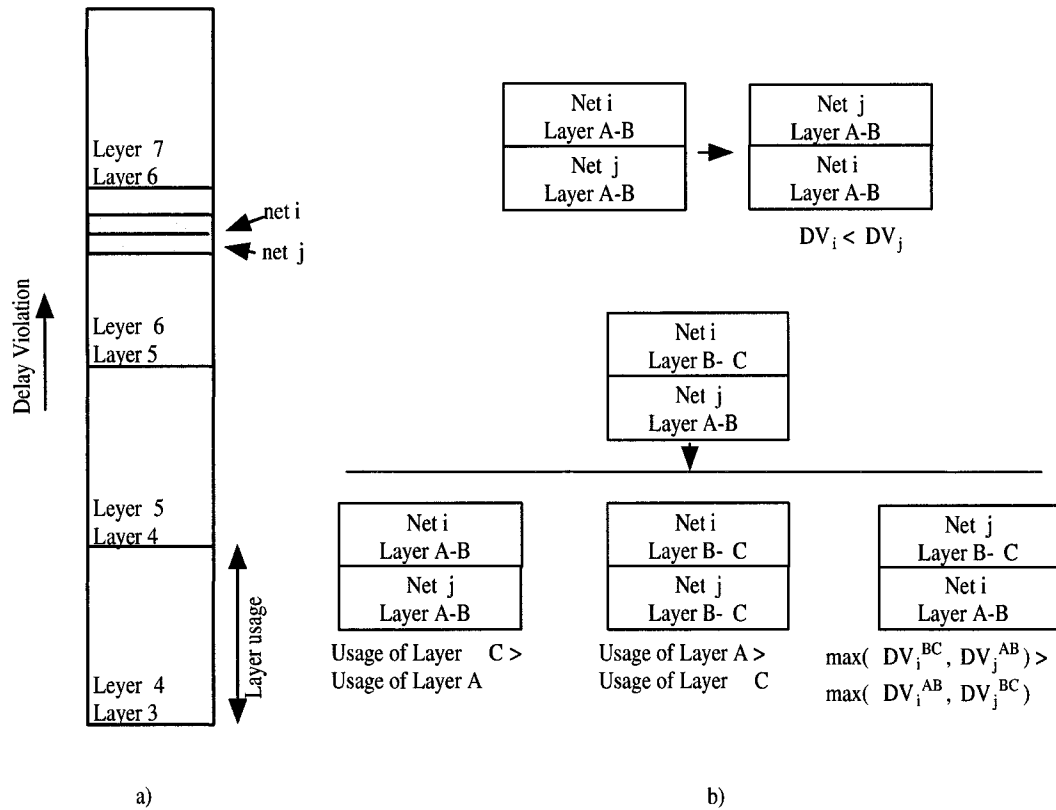 Leyer 7
Layer 6
net i
net j
Leyer 6
Layer 5
Delay Violation
Leyer 5
Layer 4
Layer usage
Leyer 4
Layer 3
a)
Net i
Layer A-B
Net j
Layer A-B
Net j
Layer A-B
Net i
Layer A-B
DV_i < DV_j
Net i
Layer B- C
Net j
Layer A-B
Net i
Layer A-B
Net j
Layer A-B
Usage of Layer C >
Usage of Layer A
Net i
Layer B- C
Net j
Layer B- C
Usage of Layer A >
Usage of Layer C
Net j
Layer B- C
Net i
Layer A-B
max( DV_i^BC , DV_j^AB) >
max( DV_i^AB , DV_j^BC)
b)